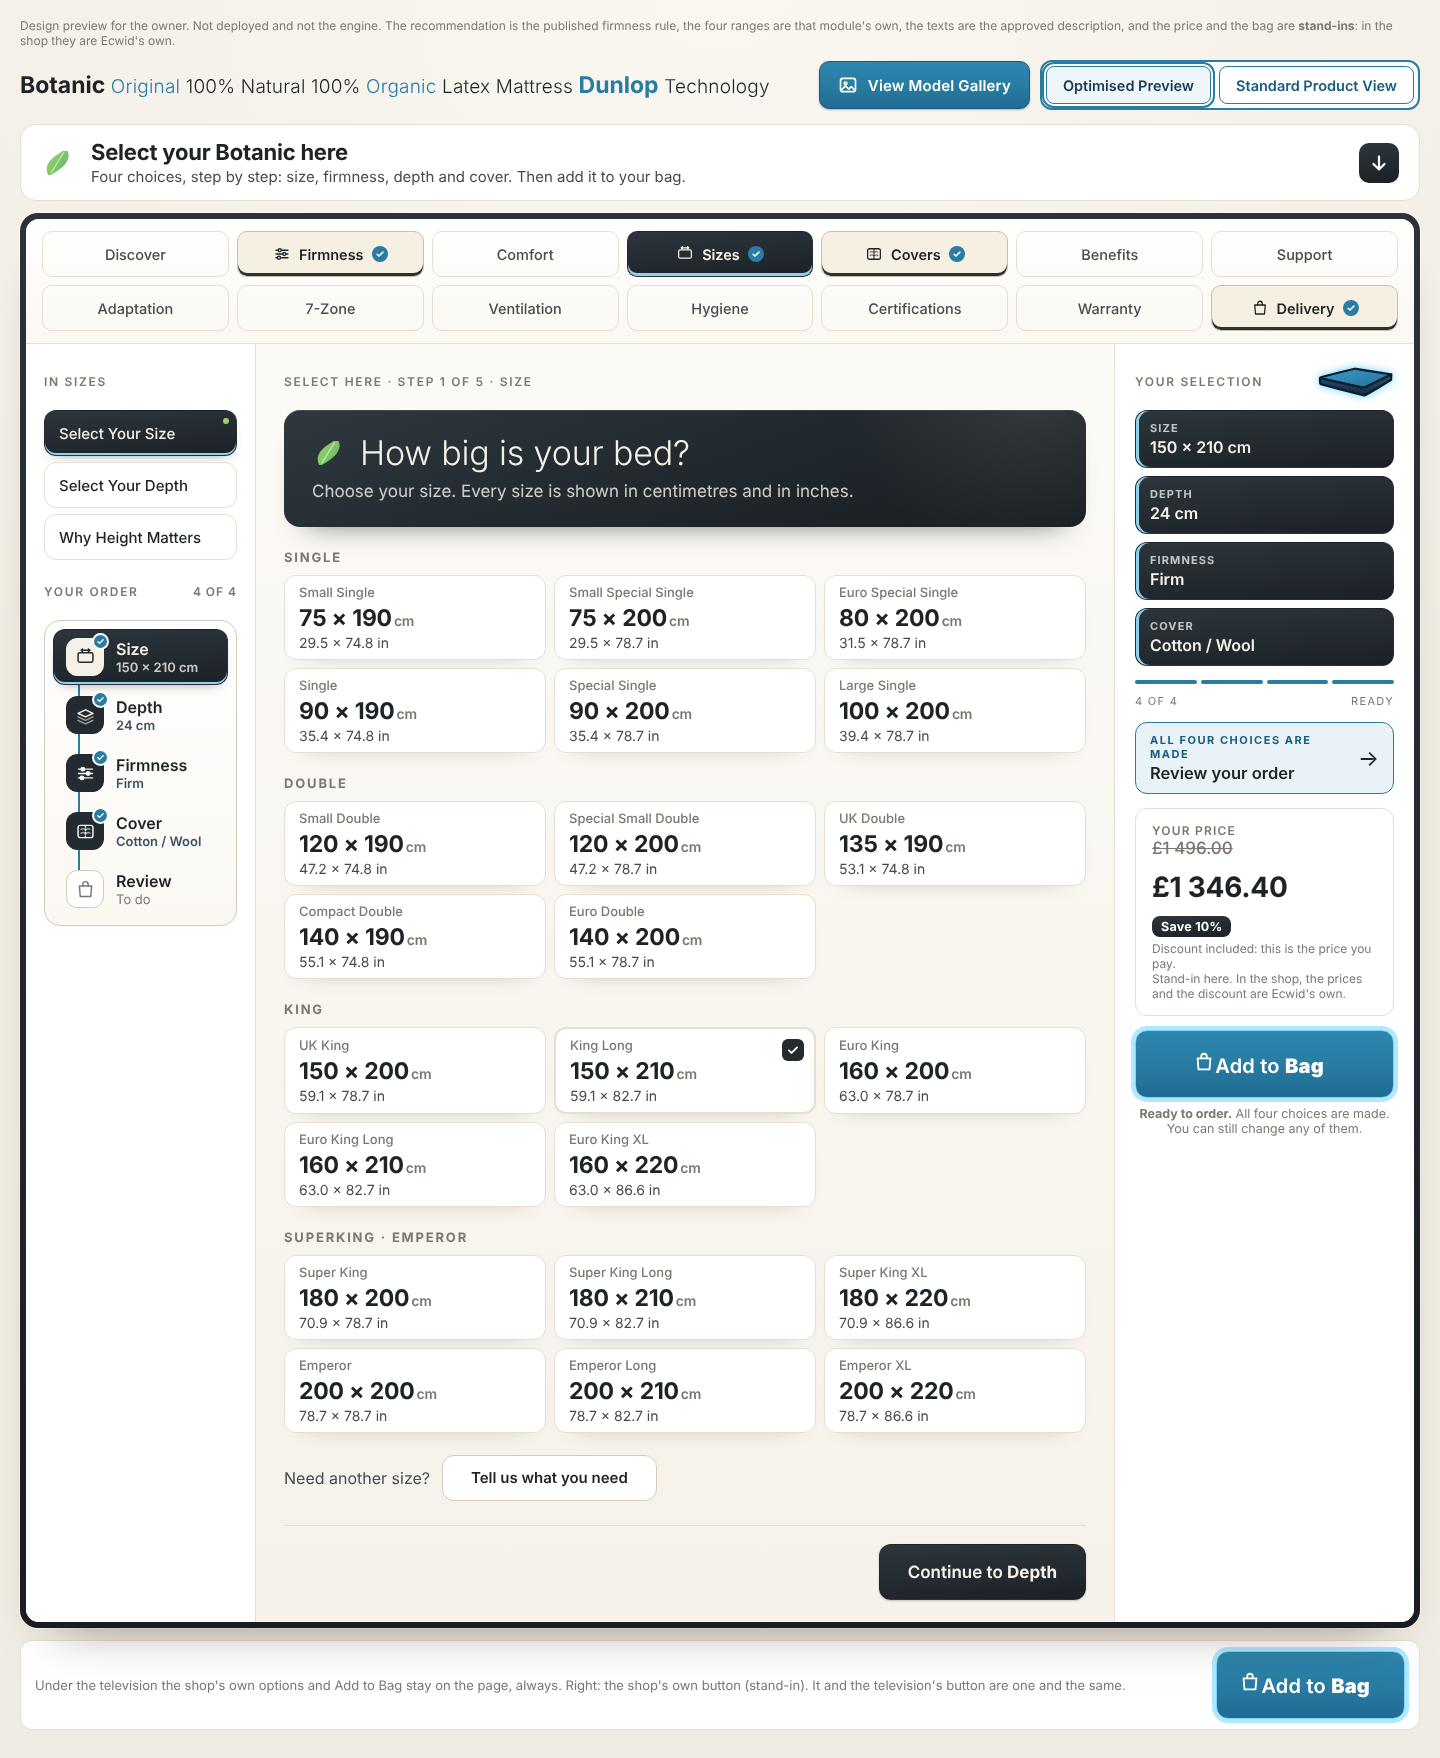 Design preview for the owner. Not deployed and not the engine. The recommendation is the published firmness rule, the four ranges are that module's own, the texts are the approved description, and the price and the bag are stand-ins: in the
shop they are Ecwid's own.
Botanic Original 100% Natural 100% Organic Latex Mattress Dunlop Technology
View Model Gallery
Optimised Preview
Standard Product View
Select your Botanic here
Four choices, step by step: size, firmness, depth and cover. Then add it to your bag.
Discover
Firmness
Comfort
Sizes
Covers
Benefits
Support
Adaptation
7-Zone
Ventilation
Hygiene
Certifications
Warranty
Delivery
IN SIZES
Select Your Size
Select Your Depth
Why Height Matters
YOUR ORDER 4 OF 4
Size
150 × 210 cm
Depth
24 cm
Firmness
Firm
Cover
Cotton / Wool
Review
To do
SELECT HERE · STEP 1 OF 5 · SIZE
How big is your bed?
Choose your size. Every size is shown in centimetres and in inches.
SINGLE
Small Single
75 × 190 cm
29.5 × 74.8 in
Small Special Single
75 × 200 cm
29.5 × 78.7 in
Euro Special Single
80 × 200 cm
31.5 × 78.7 in
Single
90 × 190 cm
35.4 × 74.8 in
Special Single
90 × 200 cm
35.4 × 78.7 in
Large Single
100 × 200 cm
39.4 × 78.7 in
DOUBLE
Small Double
120 × 190 cm
47.2 × 74.8 in
Special Small Double
120 × 200 cm
47.2 × 78.7 in
UK Double
135 × 190 cm
53.1 × 74.8 in
Compact Double
140 × 190 cm
55.1 × 74.8 in
Euro Double
140 × 200 cm
55.1 × 78.7 in
KING
UK King
150 × 200 cm
59.1 × 78.7 in
King Long
150 × 210 cm
59.1 × 82.7 in
Euro King
160 × 200 cm
63.0 × 78.7 in
Euro King Long
160 × 210 cm
63.0 × 82.7 in
Euro King XL
160 × 220 cm
63.0 × 86.6 in
SUPERKING · EMPEROR
Super King
180 × 200 cm
70.9 × 78.7 in
Super King Long
180 × 210 cm
70.9 × 82.7 in
Super King XL
180 × 220 cm
70.9 × 86.6 in
Emperor
200 × 200 cm
78.7 × 78.7 in
Emperor Long
200 × 210 cm
78.7 × 82.7 in
Emperor XL
200 × 220 cm
78.7 × 86.6 in
Need another size?
Tell us what you need
Continue to Depth
YOUR SELECTION
SIZE
150 × 210 cm
DEPTH
24 cm
FIRMNESS
Firm
COVER
Cotton / Wool
4 OF 4 READY
ALL FOUR CHOICES ARE
MADE
Review your order
YOUR PRICE
£1 496.00
£1 346.40
Save 10%
Discount included: this is the price you
pay.
Stand-in here. In the shop, the prices
and the discount are Ecwid's own.
Add to Bag
Ready to order. All four choices are made.
You can still change any of them.
Under the television the shop's own options and Add to Bag stay on the page, always. Right: the shop's own button (stand-in). It and the television's button are one and the same.
Add to Bag